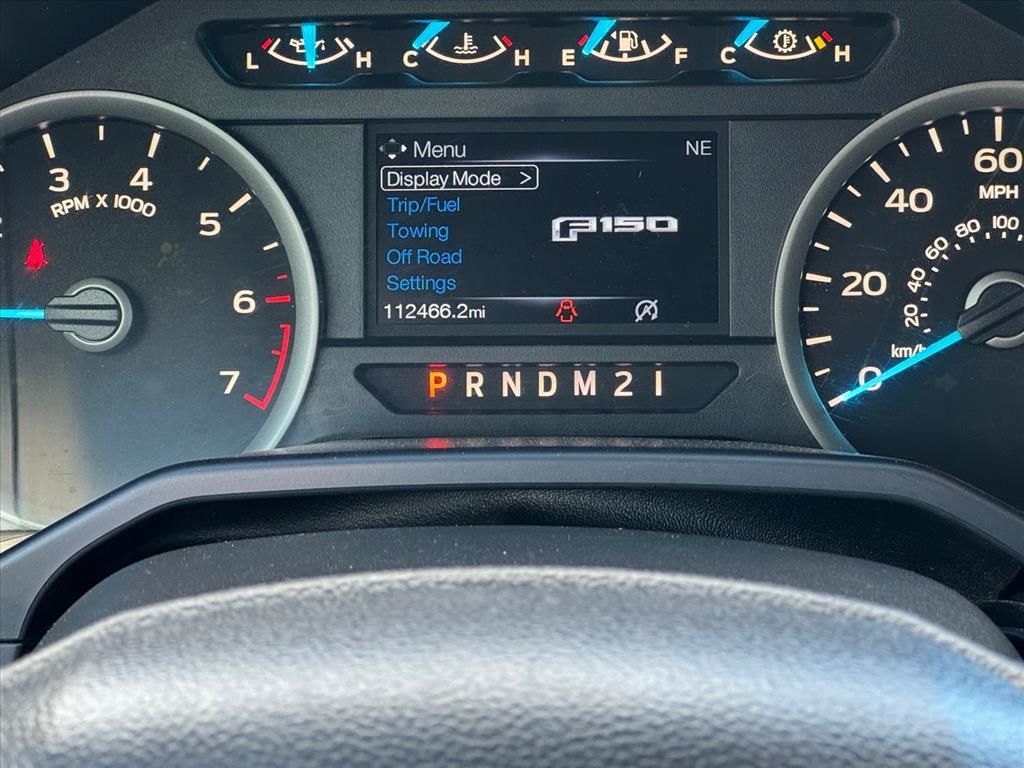 L H C H E F C H
Menu NE
Display Mode >
Trip/Fuel
Towing
Off Road
Settings
F150
112466.2mi
P R N D M 2 1
3 4 5 6 7
RPM X 1000
0 20 40 60
MPH
20 40 60 80 100
km/h